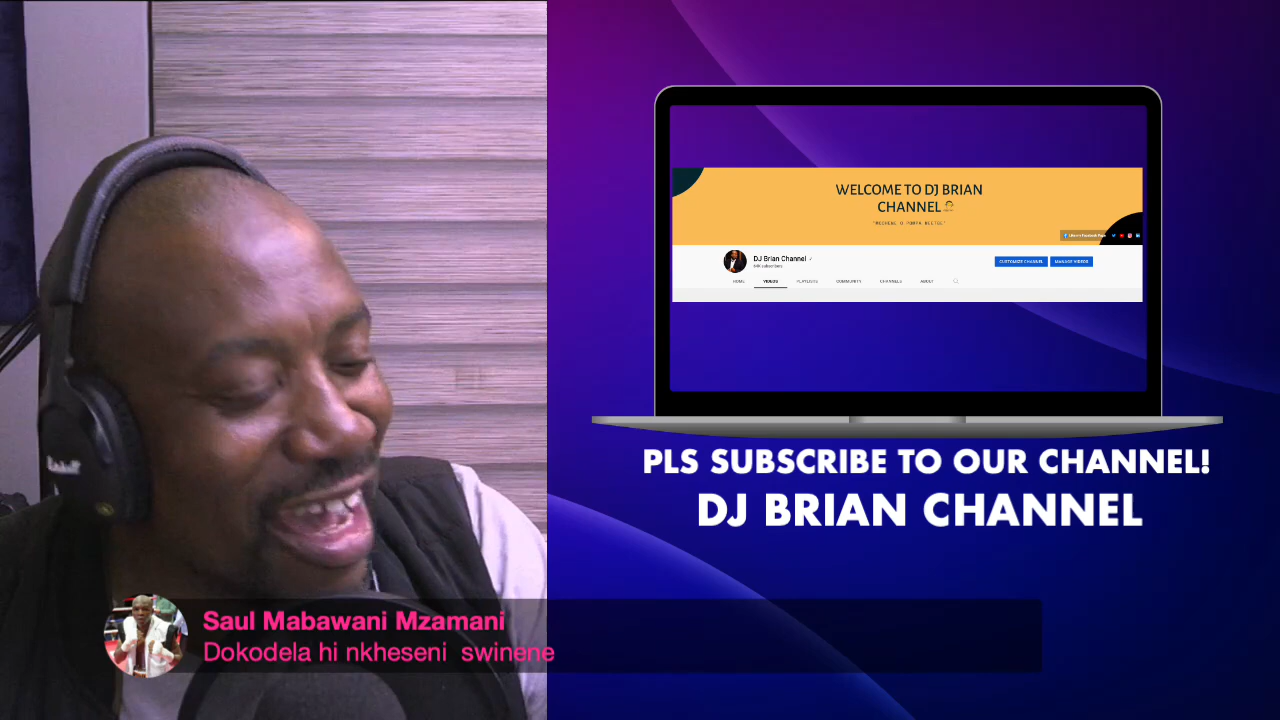 WELCOME TO DJ BRIAN
CHANNEL
DJ Brian Channel
CUSTOMIZE CHANNEL
MANAGE VIDEOS
HOME
VIDEOS
PLAYLISTS
COMMUNITY
CHANNELS
ABOUT
PLS SUBSCRIBE TO OUR CHANNEL!
DJ BRIAN CHANNEL
Saul Mabawani Mzamani
Dokodela hi nkheseni swinene